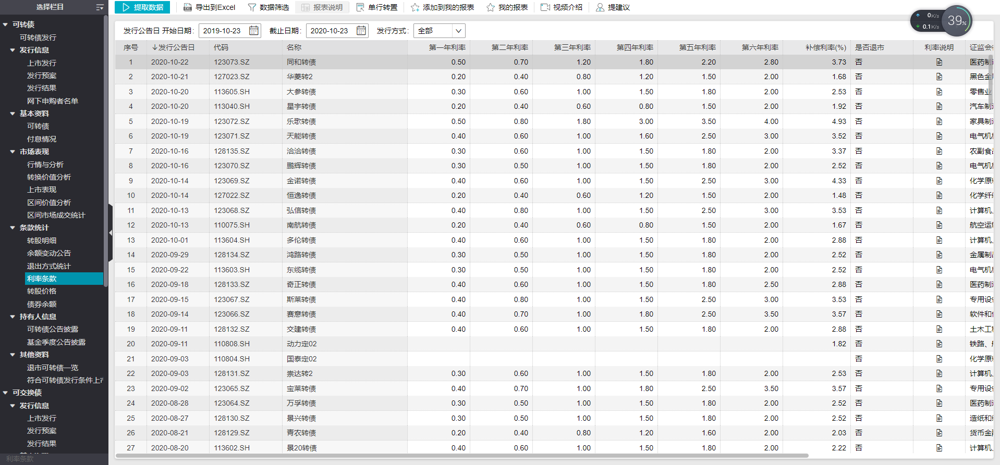 选择栏目
提取数据 导出到Excel 数据筛选 报表说明 单行转置 添加到我的报表 我的报表 视频介绍 提建议
0K/s
0.1K/s
39%
可转债
可转债发行
发行信息
上市发行
发行预案
发行结果
网下申购者名单
基本资料
可转债
付息情况
市场表现
行情与分析
转换价值分析
上市表现
区间价值分析
区间市场成交统计
条款统计
转股明细
余额变动公告
退出方式统计
利率条款
转股价格
债券余额
持有人信息
可转债公告披露
基金季度公告披露
其他资料
退市可转债一览
符合可转债发行条件上市
可交换债
发行信息
上市发行
发行预案
发行结果
利率条款
发行公告日 开始日期: 2019-10-23 截止日期: 2020-10-23 发行方式: 全部
序号 ↓发行公告日 代码 名称 第一年利率 第二年利率 第三年利率 第四年利率 第五年利率 第六年利率 补偿利率(%) 是否退市 利率说明 证监会
1 2020-10-22 123073.SZ 同和转债 0.50 0.70 1.20 1.80 2.20 2.80 3.73 否 医药制
2 2020-10-21 127023.SZ 华菱转2 0.20 0.40 0.80 1.20 1.50 2.00 1.68 否 黑色金
3 2020-10-20 113605.SH 大参转债 0.30 0.60 1.00 1.50 1.80 2.00 2.53 否 零售业
4 2020-10-20 113040.SH 星宇转债 0.20 0.40 0.60 0.80 1.50 2.00 1.92 否 汽车制
5 2020-10-19 123072.SZ 乐歌转债 0.50 0.80 1.80 3.00 3.50 4.00 4.93 否 家具制
6 2020-10-19 123071.SZ 天能转债 0.40 0.60 1.00 1.60 2.50 3.00 3.52 否 电气机
7 2020-10-16 128135.SZ 洽洽转债 0.30 0.60 1.00 1.50 1.80 2.00 3.37 否 农副食
8 2020-10-16 123070.SZ 鹏辉转债 0.30 0.50 1.00 1.50 1.80 2.00 2.52 否 电气机
9 2020-10-14 123069.SZ 金诺转债 0.40 0.60 1.00 1.50 2.50 3.00 4.33 否 化学原
10 2020-10-14 127022.SZ 恒逸转债 0.20 0.40 0.60 1.20 1.50 2.00 1.48 否 化学纤
11 2020-10-13 123068.SZ 弘信转债 0.40 0.80 1.00 1.50 2.50 3.00 3.53 否 计算机、
12 2020-10-13 110075.SH 南航转债 0.20 0.40 0.60 0.80 1.50 2.00 1.67 否 航空运
13 2020-10-01 113604.SH 多伦转债 0.40 0.60 1.00 1.50 1.80 2.00 2.88 否 计算机、
14 2020-09-29 128134.SZ 鸿路转债 0.30 0.50 1.00 1.50 1.80 2.00 2.52 否 金属制
15 2020-09-22 113603.SH 东缆转债 0.30 0.50 1.00 1.50 1.80 2.00 2.52 否 电气机
16 2020-09-18 128133.SZ 奇正转债 0.40 0.60 1.00 1.50 1.80 2.50 2.88 否 医药制
17 2020-09-15 123067.SZ 斯莱转债 0.40 0.80 1.00 1.50 2.50 3.00 3.53 否 专用设
18 2020-09-14 123066.SZ 赛意转债 0.40 0.70 1.00 1.80 2.50 3.50 3.57 否 软件和
19 2020-09-11 128132.SZ 交建转债 0.40 0.60 1.00 1.50 1.80 2.00 2.88 否 土木工
20 2020-09-11 110808.SH 动力定02 1.82 否 铁路、
21 2020-09-03 110804.SH 国泰定02 否 化学原
22 2020-09-03 128131.SZ 崇达转2 0.30 0.60 1.00 1.50 1.80 2.00 2.53 否 计算机、
23 2020-09-02 123065.SZ 宝莱转债 0.40 0.70 1.00 1.80 2.50 3.50 3.57 否 专用设
24 2020-08-28 123064.SZ 万孚转债 0.30 0.50 1.00 1.50 1.80 2.00 2.52 否 医药制
25 2020-08-27 128130.SZ 景兴转债 0.30 0.50 1.00 1.50 1.80 2.00 2.52 否 造纸和
26 2020-08-21 128129.SZ 青农转债 0.20 0.40 0.80 1.20 1.60 2.00 2.03 否 货币金
27 2020-08-20 113602.SH 景20转债 0.40 0.60 1.00 1.50 1.80 2.00 2.22 否 计算机、